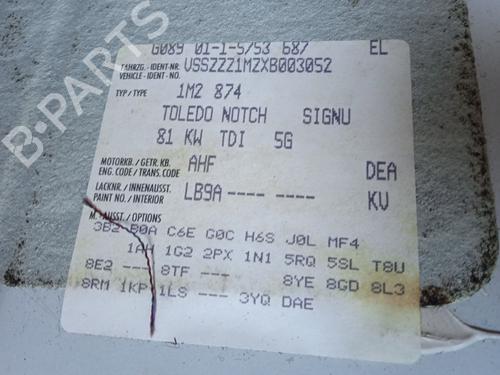 G089 01-1-5/53 687 EL
FAHRZG.-IDENT-NR. VSSZZZ1MZXB003052
VEHICLE-IDENT-NO.
TYP/TYPE 1M2 874
TOLEDO NOTCH SIGNU
81 KW TDI 5G
MOTORKB./GETR.KB. AHF DEA
ENG. CODE/TRANS. CODE
LACKNR./INNENAUSST. LB9A---- ---- KV
PAINT NO./INTERIOR
M.-AUSST./OPTIONS
3B2 B0A C6E G0C H6S J0L MF4
1AH 1G2 2PX 1N1 5RQ 5SL T8U
8E2 --- 8TF --- 8YE 8GD 8L3
8RM 1KP 1LS --- 3YQ DAE
B-PARTS